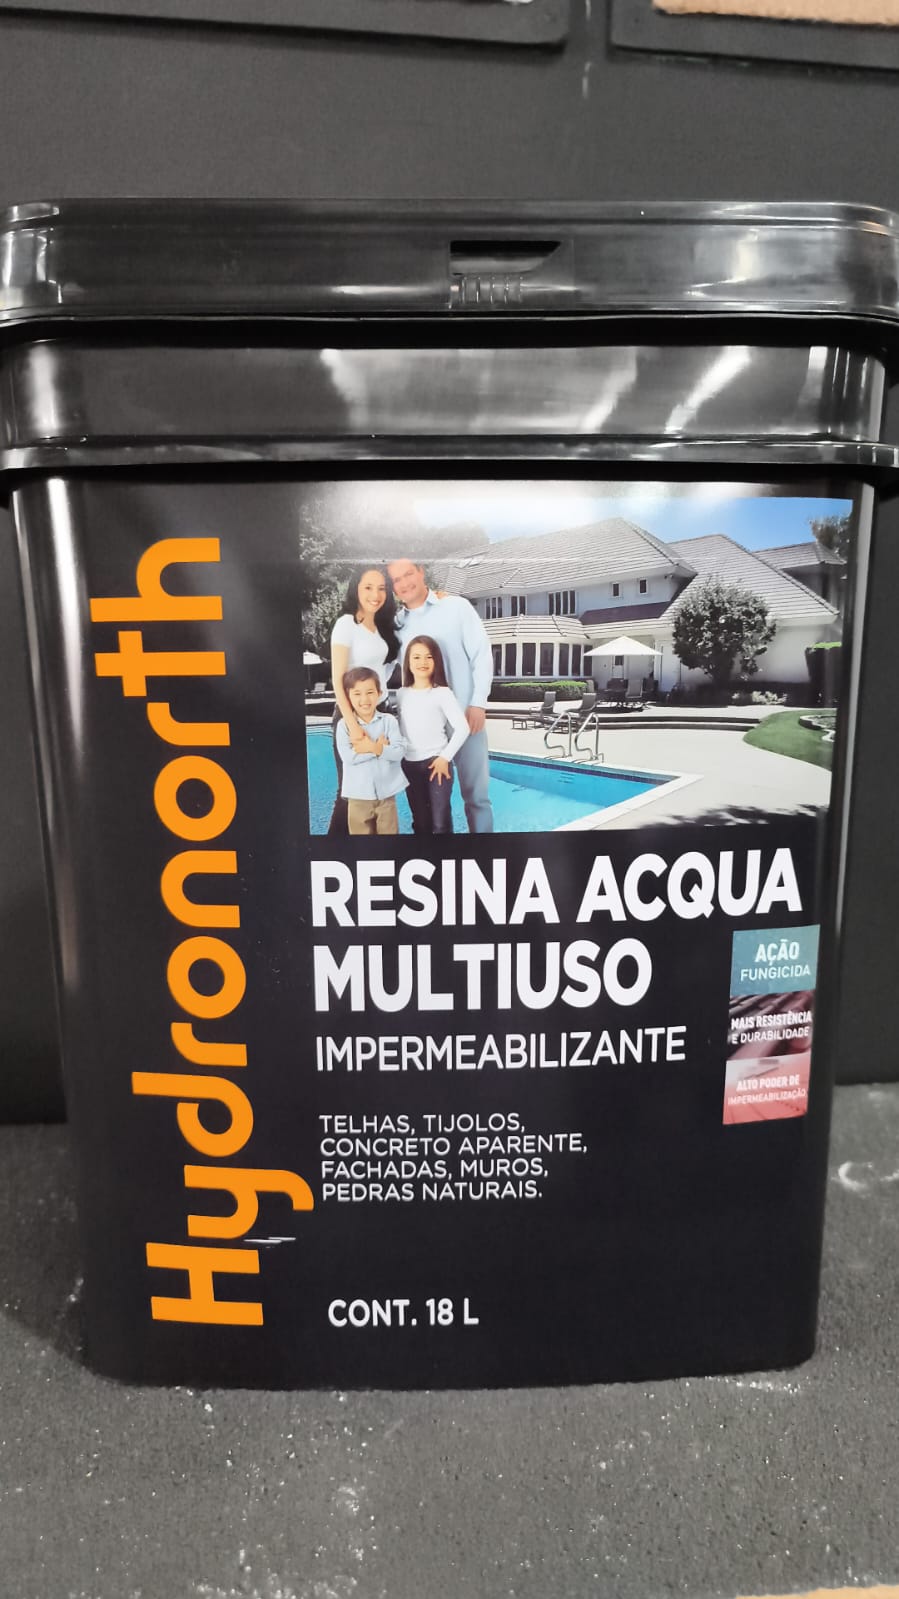 Hydronorth
RESINA ACQUA
MULTIUSO
IMPERMEABILIZANTE
AÇÃO
FUNGICIDA
MAIS RESISTÊNCIA
E DURABILIDADE
ALTO PODER DE
IMPERMEABILIZAÇÃO
TELHAS, TIJOLOS,
CONCRETO APARENTE,
FACHADAS, MUROS,
PEDRAS NATURAIS.
CONT. 18 L